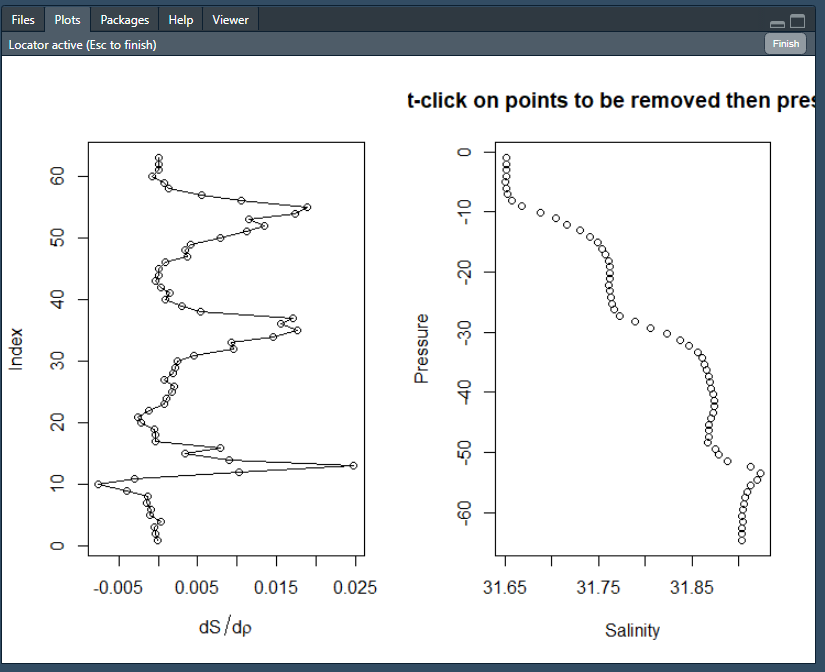 Files Plots Packages Help Viewer
Locator active (Esc to finish) Finish
t-click on points to be removed then pres
Index
60
50
40
30
20
10
0
-0.005 0.005 0.015 0.025
dS/dρ
Pressure
0
-10
-20
-30
-40
-50
-60
31.65 31.75 31.85
Salinity